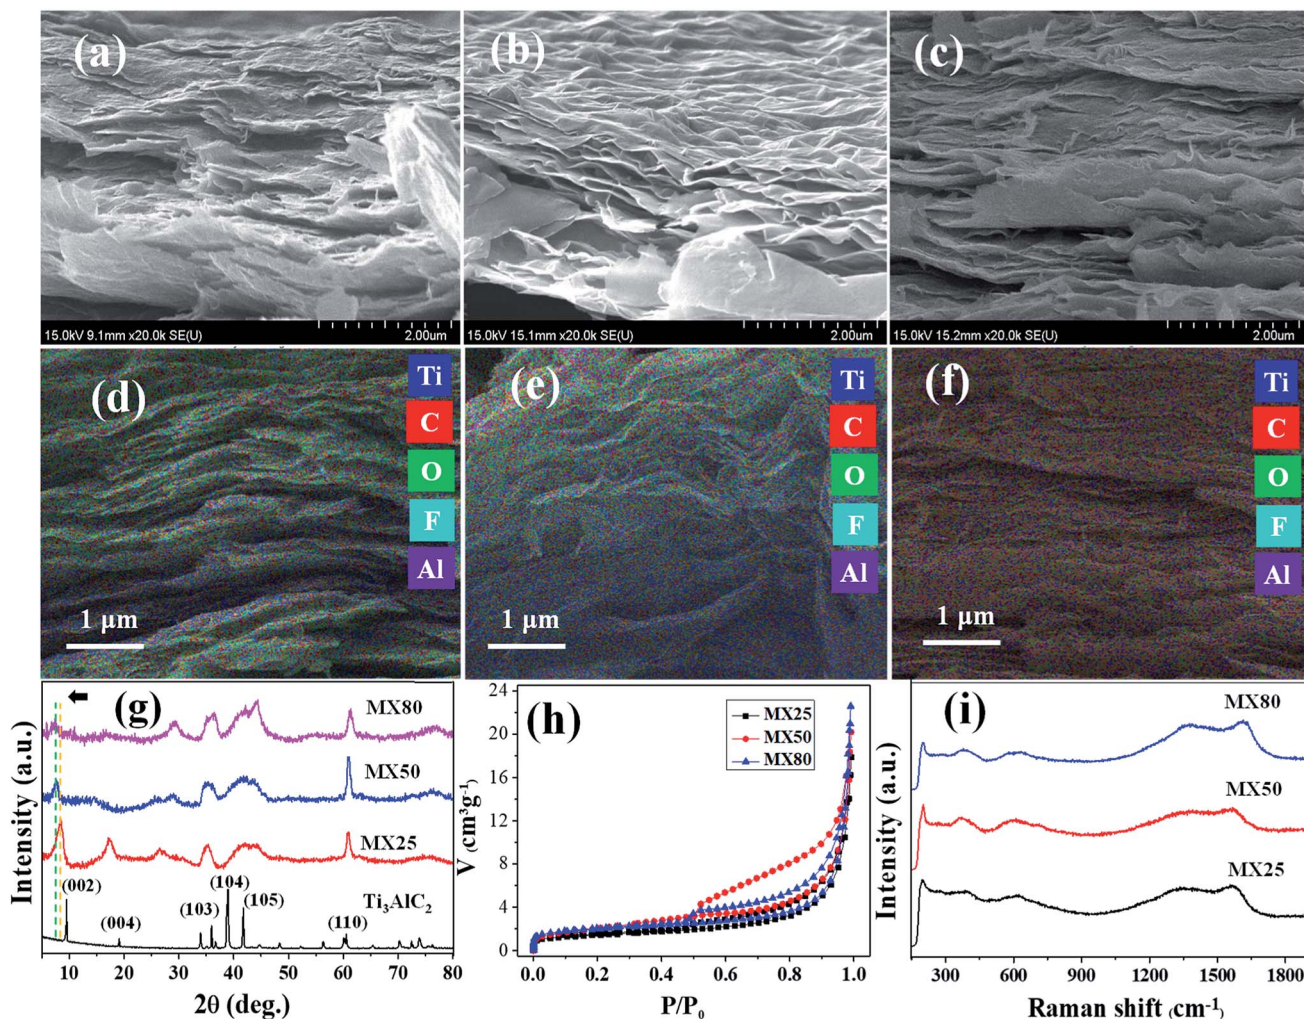 (a)
15.0kV 9.1mm x20.0k SE(U)
2.00um
(b)
15.0kV 15.1mm x20.0k SE(U)
2.00um
(c)
15.0kV 15.2mm x20.0k SE(U)
2.00um
(d)
Ti
C
O
F
Al
1 μm
(e)
Ti
C
O
F
Al
1 μm
(f)
Ti
C
O
F
Al
1 μm
(g)
Intensity (a.u.)
MX80
MX50
MX25
Ti₃AlC₂
(002)
(004)
(103)
(104)
(105)
(110)
10 20 30 40 50 60 70 80
2θ (deg.)
(h)
V (cm³g⁻¹)
24
20
16
12
8
4
0
MX25
MX50
MX80
0.0 0.2 0.4 0.6 0.8 1.0
P/P₀
(i)
Intensity (a.u.)
MX80
MX50
MX25
300 600 900 1200 1500 1800
Raman shift (cm⁻¹)